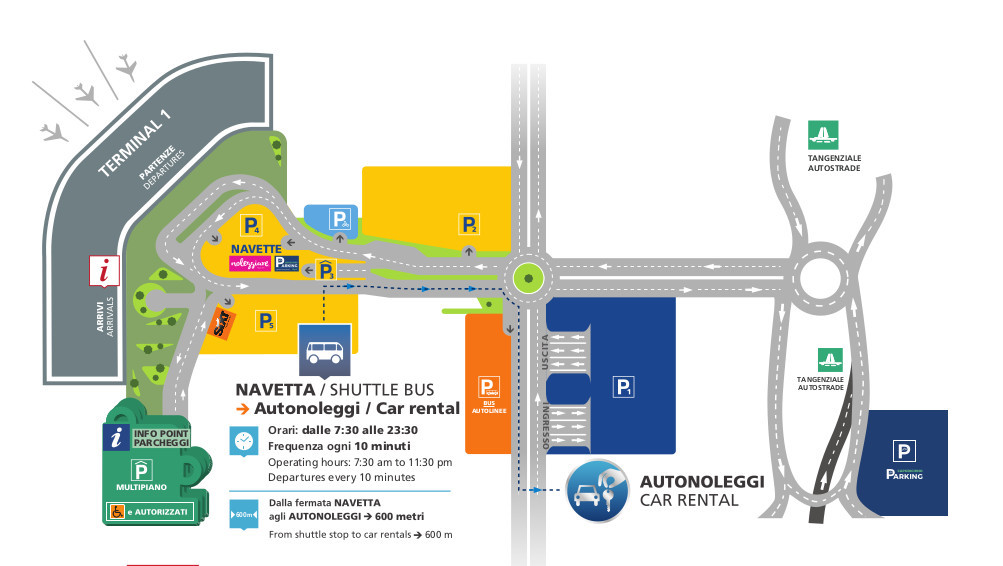 TERMINAL 1
PARTENZE
DEPARTURES
TANGENZIALE
AUTOSTRADE
P
P2
P4
NAVETTE
noleggiare
PARKING
P3
i
ARRIVI
ARRIVALS
P5
USCITA
INGRESSO
P
BUS
AUTOLINEE
P1
TANGENZIALE
AUTOSTRADE
NAVETTA / SHUTTLE BUS
→ Autonoleggi / Car rental
Orari: dalle 7:30 alle 23:30
Frequenza ogni 10 minuti
Operating hours: 7:30 am to 11:30 pm
Departures every 10 minutes
600m
Dalla fermata NAVETTA
agli AUTONOLEGGI → 600 metri
From shuttle stop to car rentals → 600 m
i INFO POINT
PARCHEGGI
P
MULTIPIANO
e AUTORIZZATI
AUTONOLEGGI
CAR RENTAL
P
PARKING